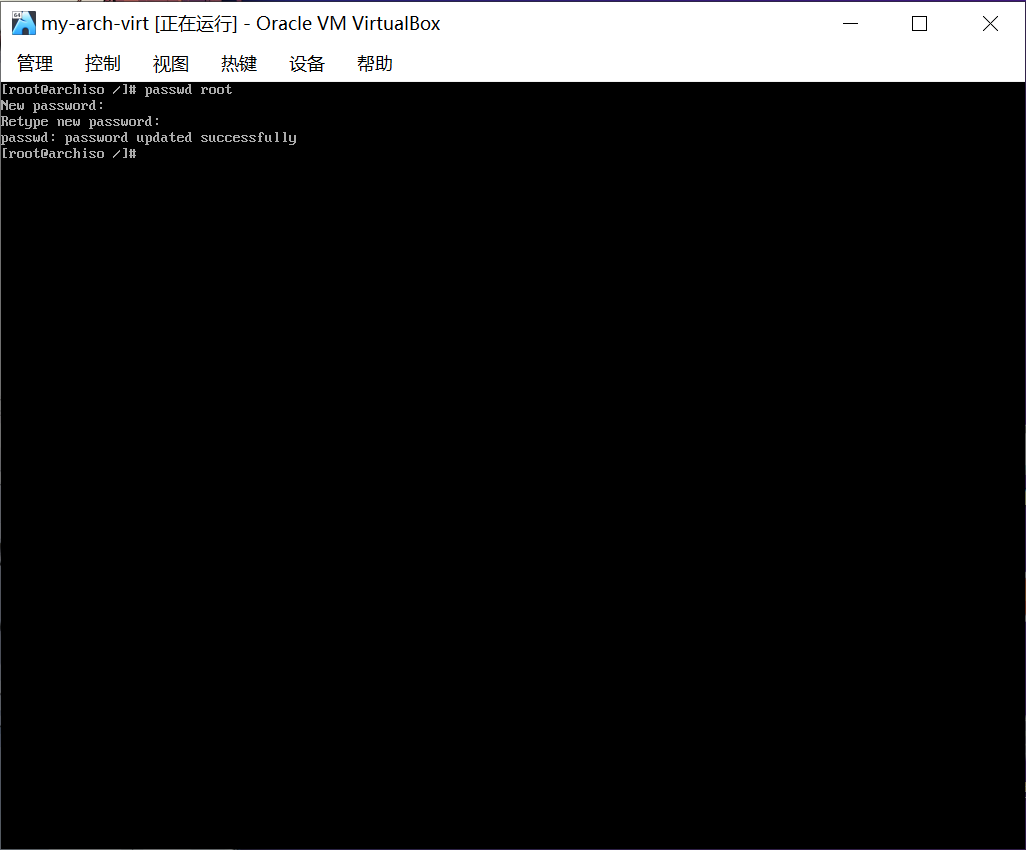 my-arch-virt [正在运行] - Oracle VM VirtualBox
管理 控制 视图 热键 设备 帮助
[root@archiso /]# passwd root
New password:
Retype new password:
passwd: password updated successfully
[root@archiso /]#